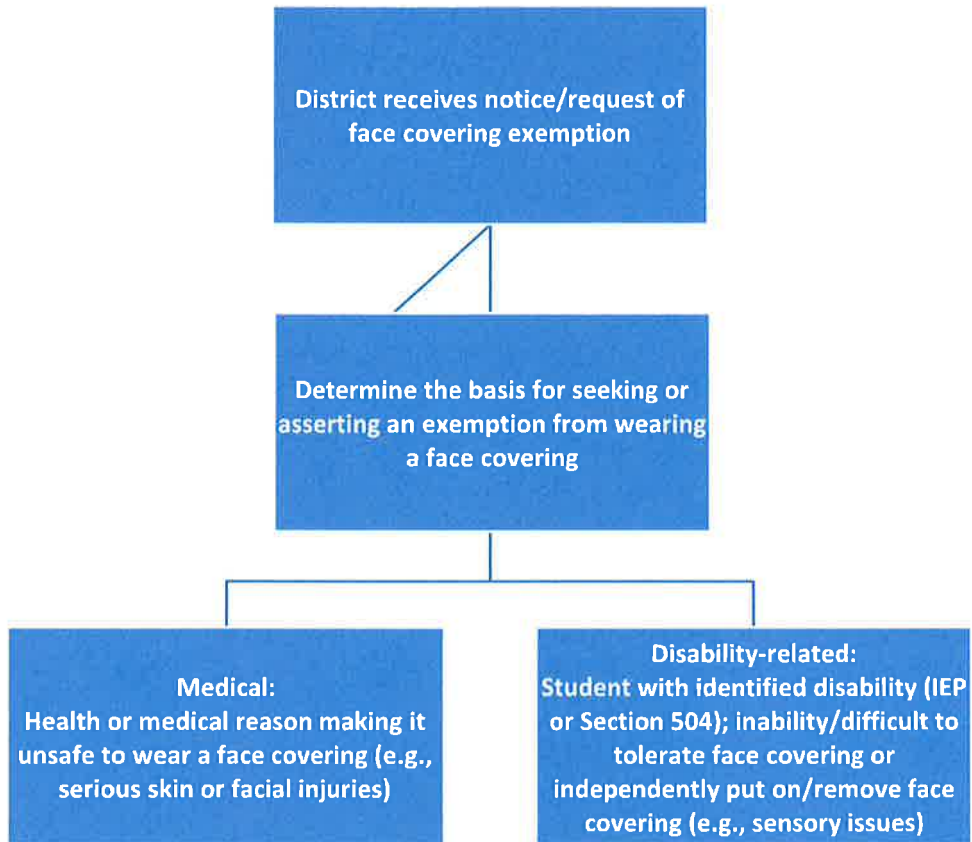 District receives notice/request of
face covering exemption
Determine the basis for seeking or
asserting an exemption from wearing
a face covering
Medical:
Health or medical reason making it
unsafe to wear a face covering (e.g.,
serious skin or facial injuries)
Disability-related:
Student with identified disability (IEP
or Section 504); inability/difficult to
tolerate face covering or
independently put on/remove face
covering (e.g., sensory issues)